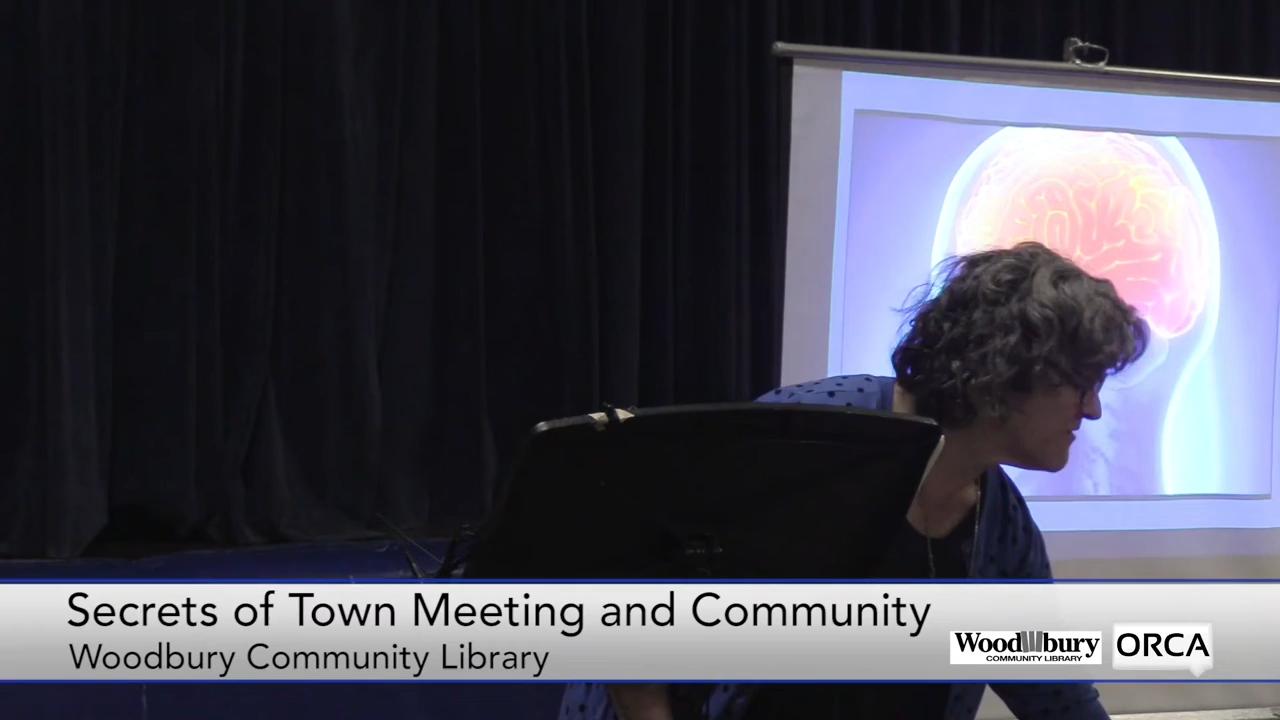 Secrets of Town Meeting and Community
Woodbury Community Library
Woodbury
COMMUNITY LIBRARY
ORCA